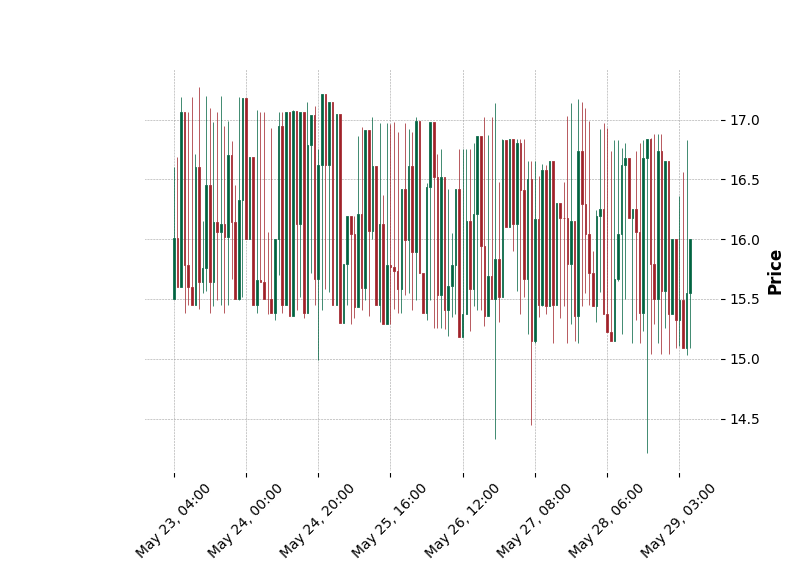 17.0
16.5
16.0
15.5
15.0
14.5
Price
May 23, 04:00
May 24, 00:00
May 24, 20:00
May 25, 16:00
May 26, 12:00
May 27, 08:00
May 28, 06:00
May 29, 03:00